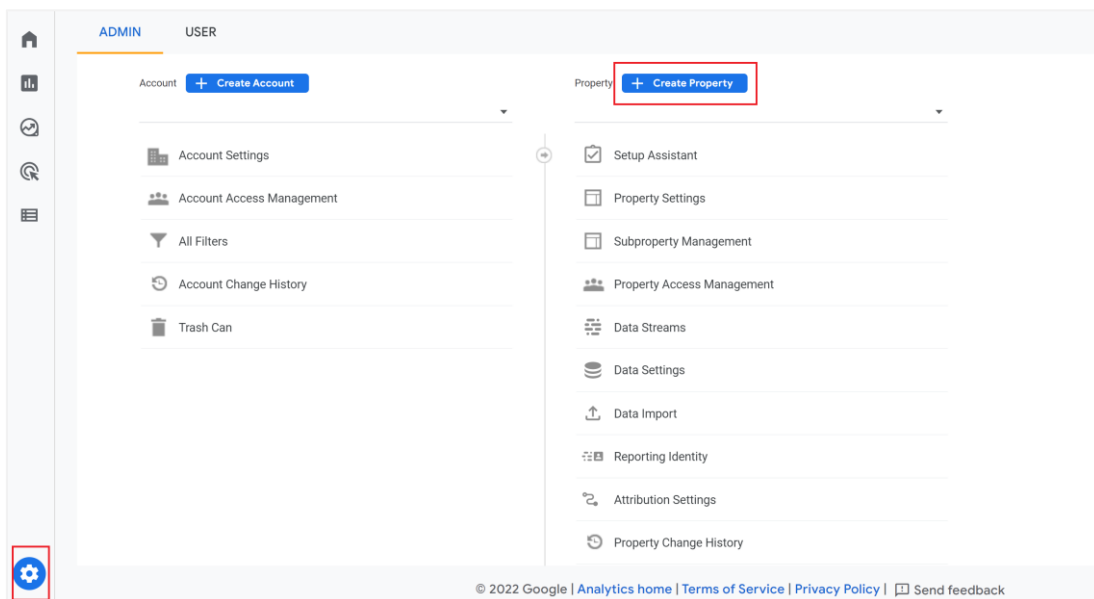 ADMIN USER
Account + Create Account
Property + Create Property
Account Settings
Account Access Management
All Filters
Account Change History
Trash Can
Setup Assistant
Property Settings
Subproperty Management
Property Access Management
Data Streams
Data Settings
Data Import
Reporting Identity
Attribution Settings
Property Change History
© 2022 Google | Analytics home | Terms of Service | Privacy Policy | Send feedback